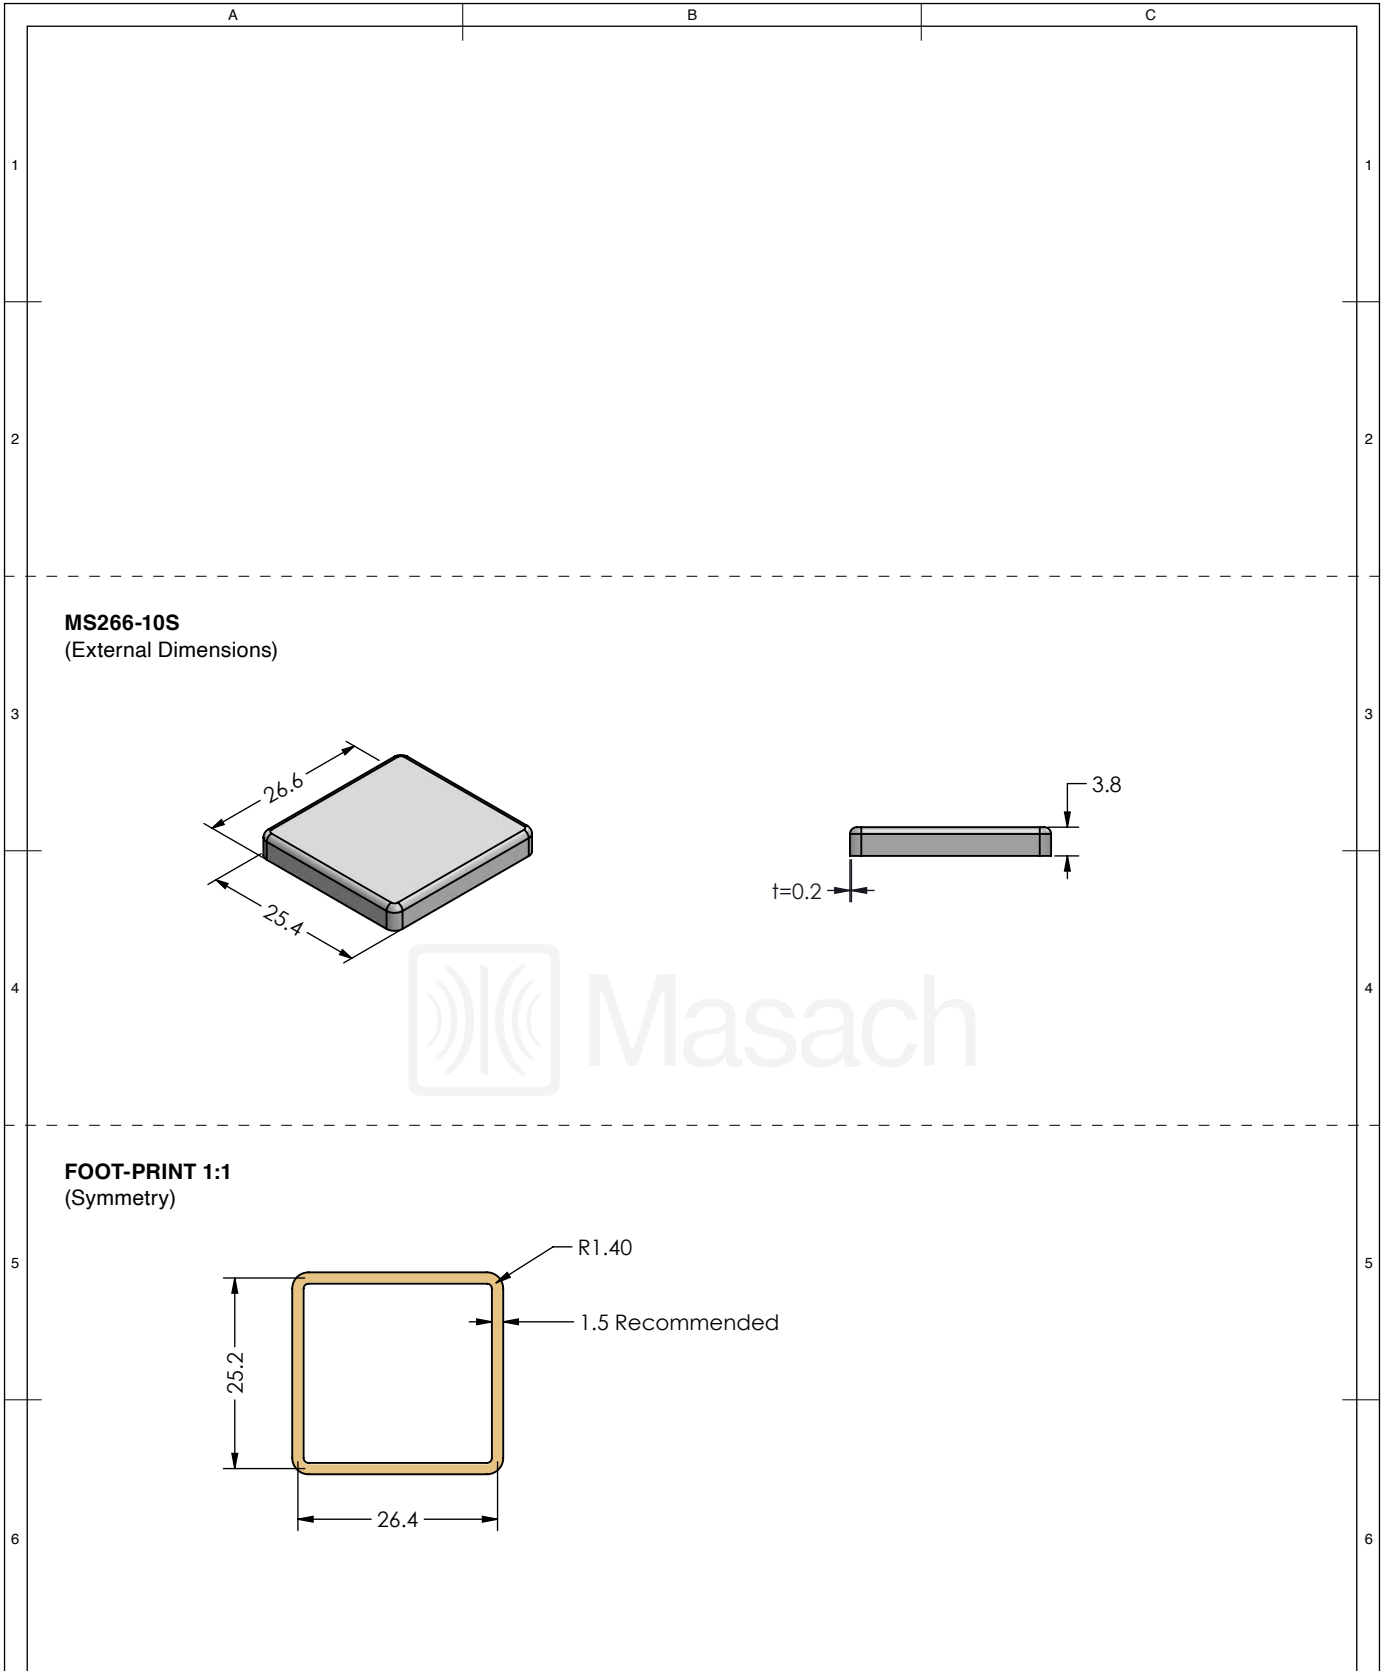 A B C
1 1
2 2
MS266-10S
(External Dimensions)
3 3
26.6
3.8
t=0.2
25.4
4 4
Masach
FOOT-PRINT 1:1
(Symmetry)
R1.40
5 5
1.5 Recommended
25.2
26.4
6 6